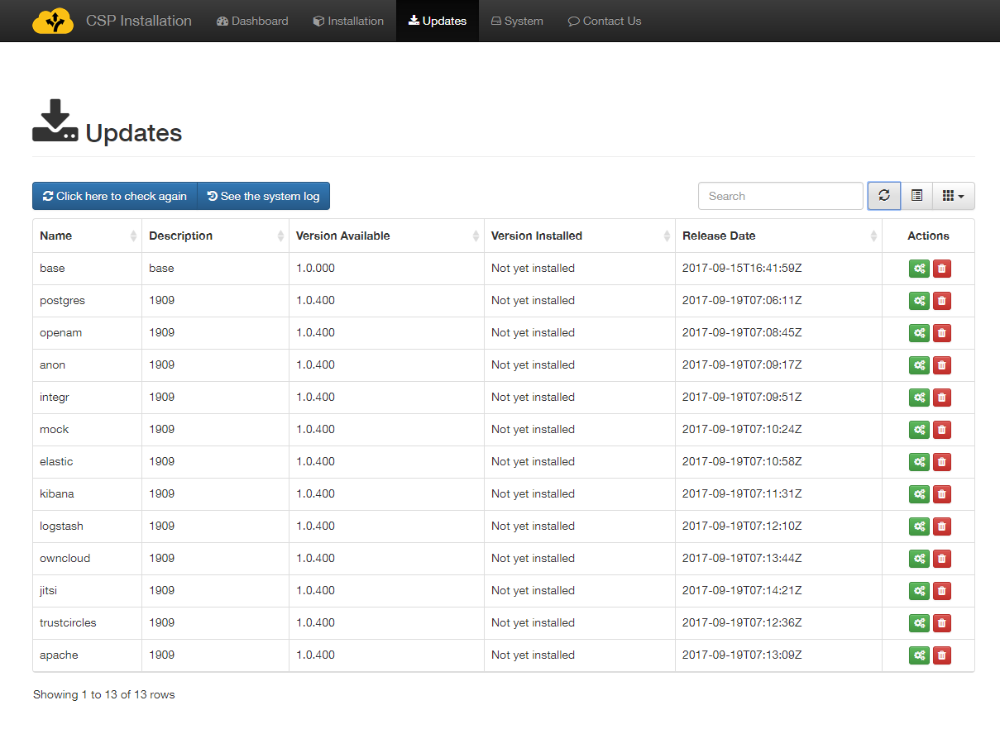 CSP Installation Dashboard Installation Updates System Contact Us
Updates
Click here to check again See the system log Search
Name Description Version Available Version Installed Release Date Actions
base base 1.0.000 Not yet installed 2017-09-15T16:41:59Z
postgres 1909 1.0.400 Not yet installed 2017-09-19T07:06:11Z
openam 1909 1.0.400 Not yet installed 2017-09-19T07:08:45Z
anon 1909 1.0.400 Not yet installed 2017-09-19T07:09:17Z
integr 1909 1.0.400 Not yet installed 2017-09-19T07:09:51Z
mock 1909 1.0.400 Not yet installed 2017-09-19T07:10:24Z
elastic 1909 1.0.400 Not yet installed 2017-09-19T07:10:58Z
kibana 1909 1.0.400 Not yet installed 2017-09-19T07:11:31Z
logstash 1909 1.0.400 Not yet installed 2017-09-19T07:12:10Z
owncloud 1909 1.0.400 Not yet installed 2017-09-19T07:13:44Z
jitsi 1909 1.0.400 Not yet installed 2017-09-19T07:14:21Z
trustcircles 1909 1.0.400 Not yet installed 2017-09-19T07:12:36Z
apache 1909 1.0.400 Not yet installed 2017-09-19T07:13:09Z
Showing 1 to 13 of 13 rows